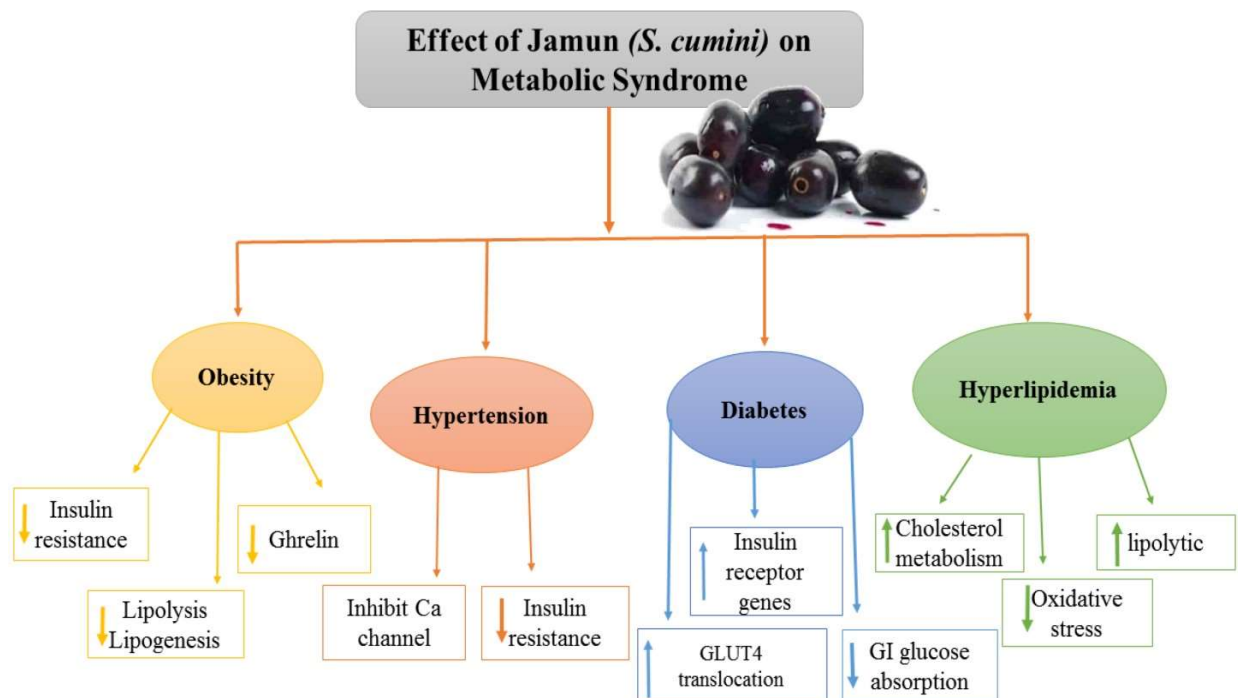 Effect of Jamun (S. cumini) on
Metabolic Syndrome
Obesity
Hypertension
Diabetes
Hyperlipidemia
Insulin
resistance
Ghrelin
Lipolysis
Lipogenesis
Inhibit Ca
channel
Insulin
resistance
Insulin
receptor
genes
GLUT4
translocation
GI glucose
absorption
Cholesterol
metabolism
lipolytic
Oxidative
stress